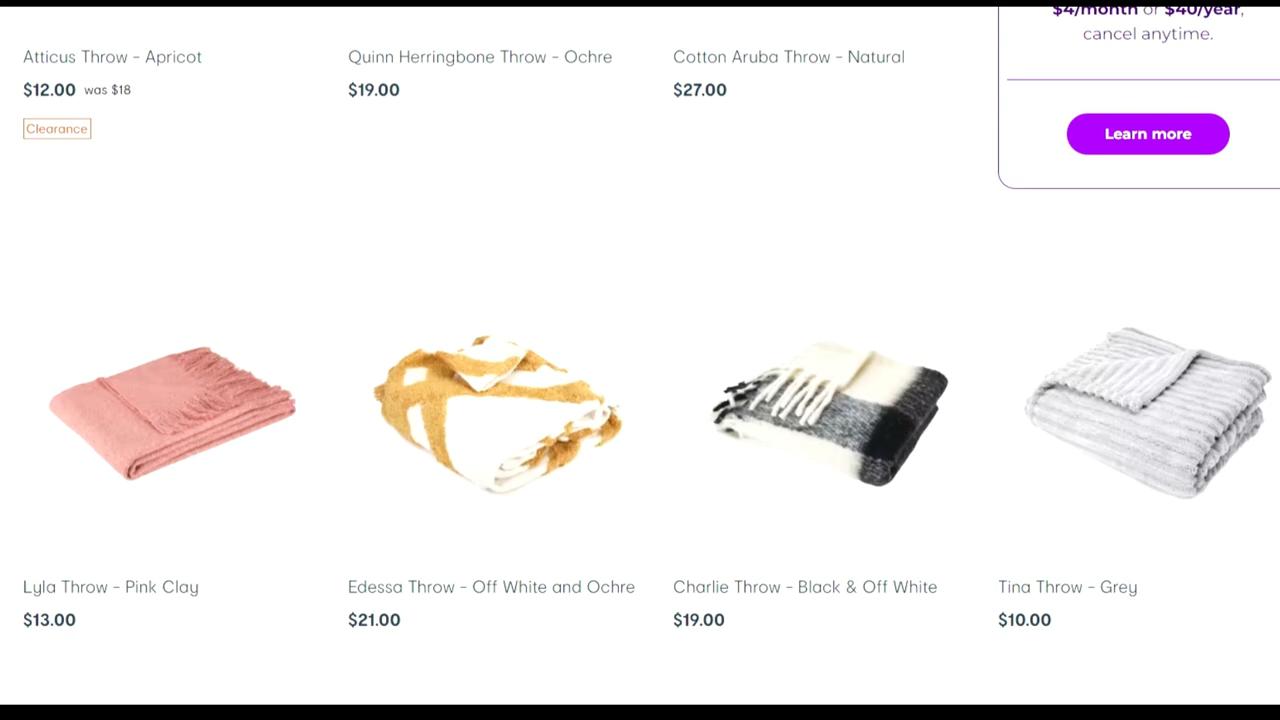 $4/month or $40/year,
cancel anytime.
Learn more
Atticus Throw - Apricot
$12.00 was $18
Clearance
Quinn Herringbone Throw - Ochre
$19.00
Cotton Aruba Throw - Natural
$27.00
Lyla Throw - Pink Clay
$13.00
Edessa Throw - Off White and Ochre
$21.00
Charlie Throw - Black & Off White
$19.00
Tina Throw - Grey
$10.00